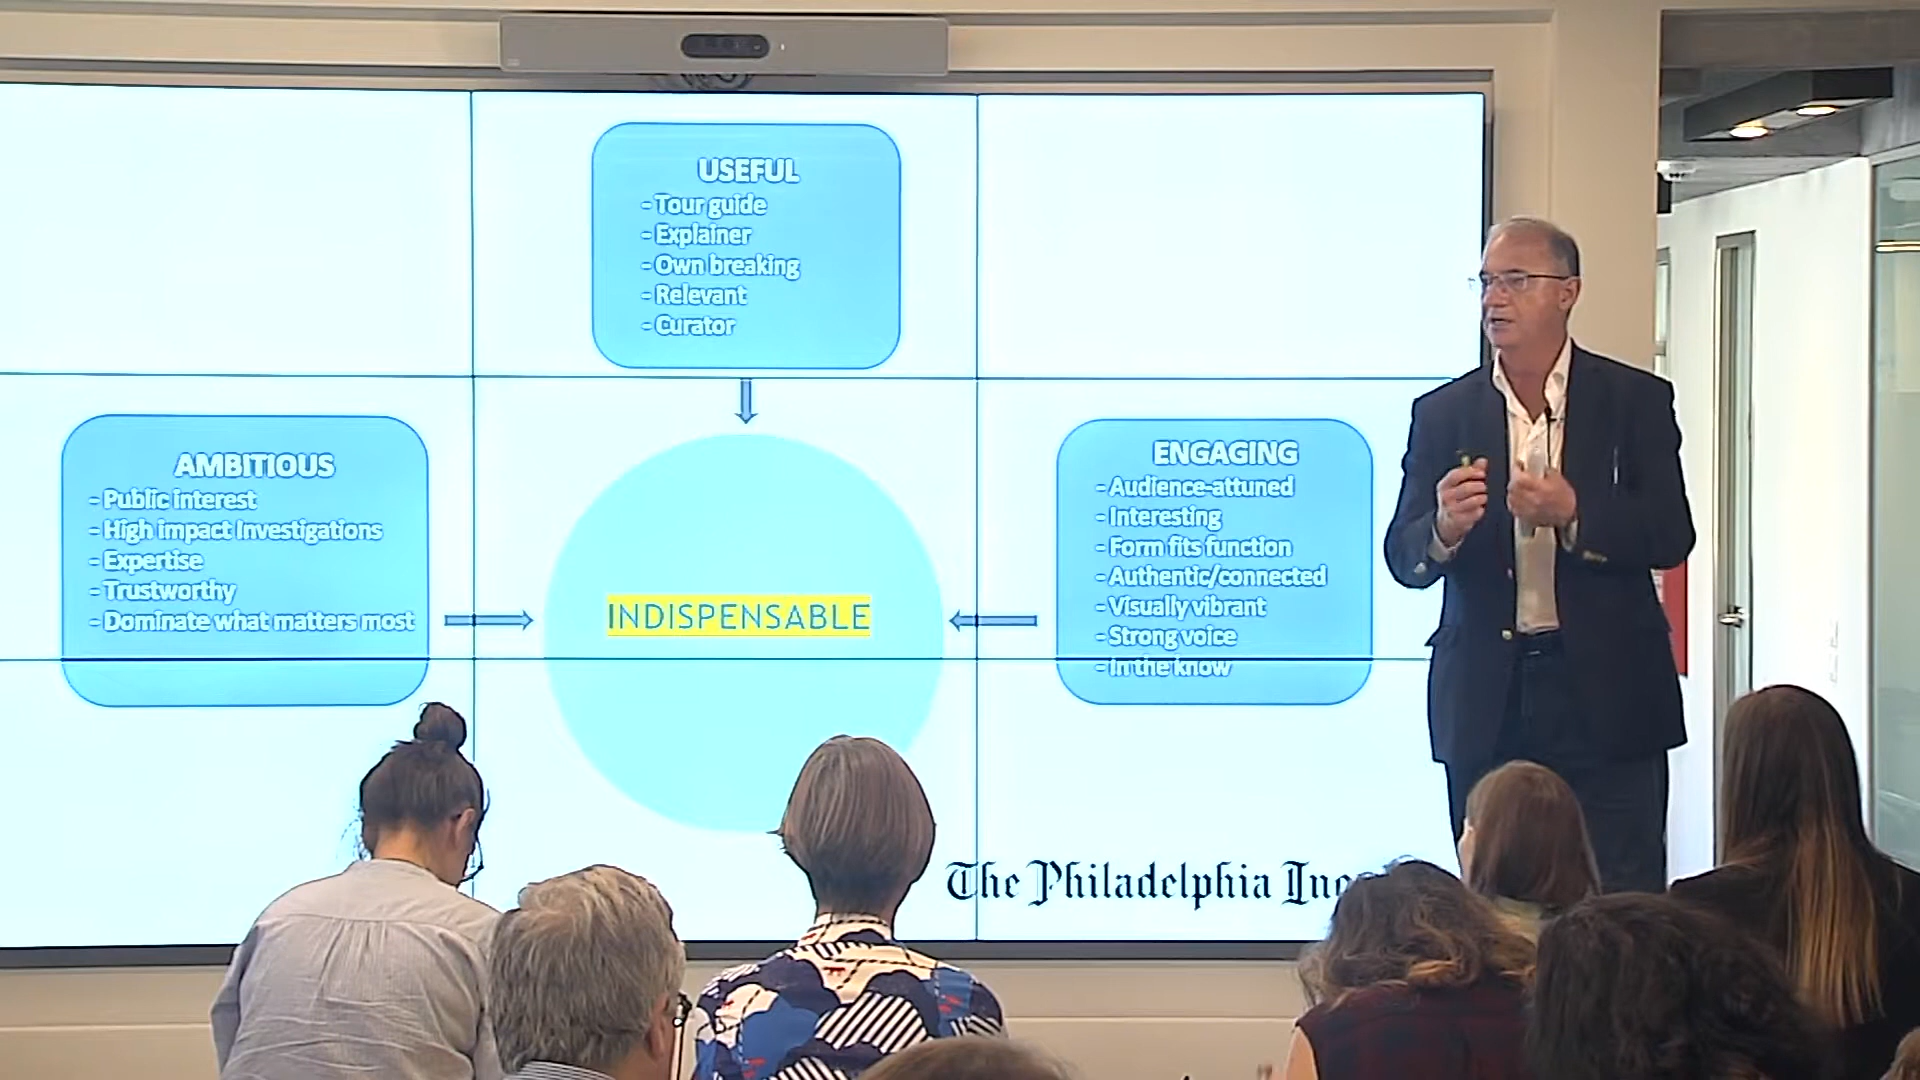 USEFUL
- Tour guide
- Explainer
- Own breaking
- Relevant
- Curator
AMBITIOUS
- Public interest
- High impact Investigations
- Expertise
- Trustworthy
- Dominate what matters most
INDISPENSABLE
ENGAGING
- Audience-attuned
- Interesting
- Form fits function
- Authentic/connected
- Visually vibrant
- Strong voice
- In the know
The Philadelphia Inq